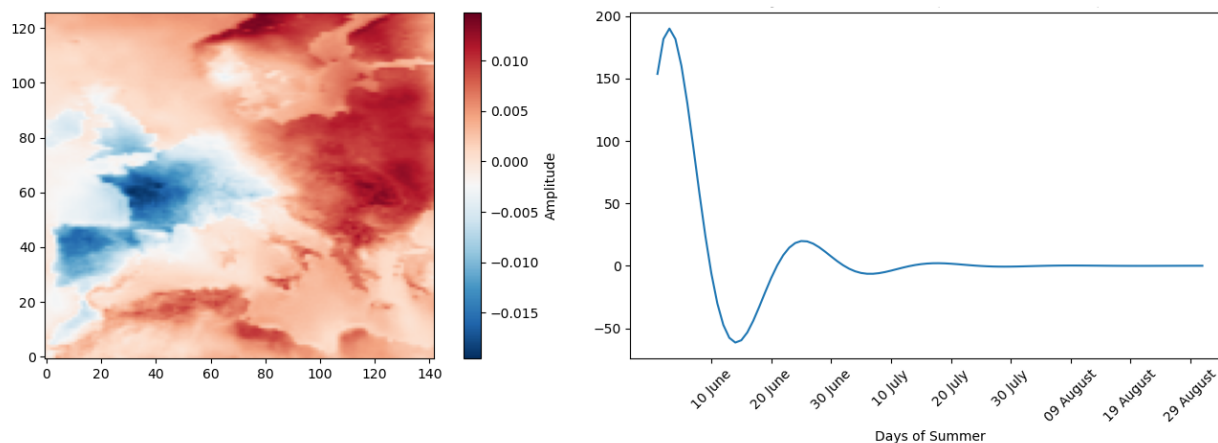 120
100
80
60
40
20
0
0 20 40 60 80 100 120 140
0.010
0.005
0.000
−0.005
−0.010
−0.015
Amplitude
200
150
100
50
0
−50
10 June
20 June
30 June
10 July
20 July
30 July
09 August
19 August
29 August
Days of Summer